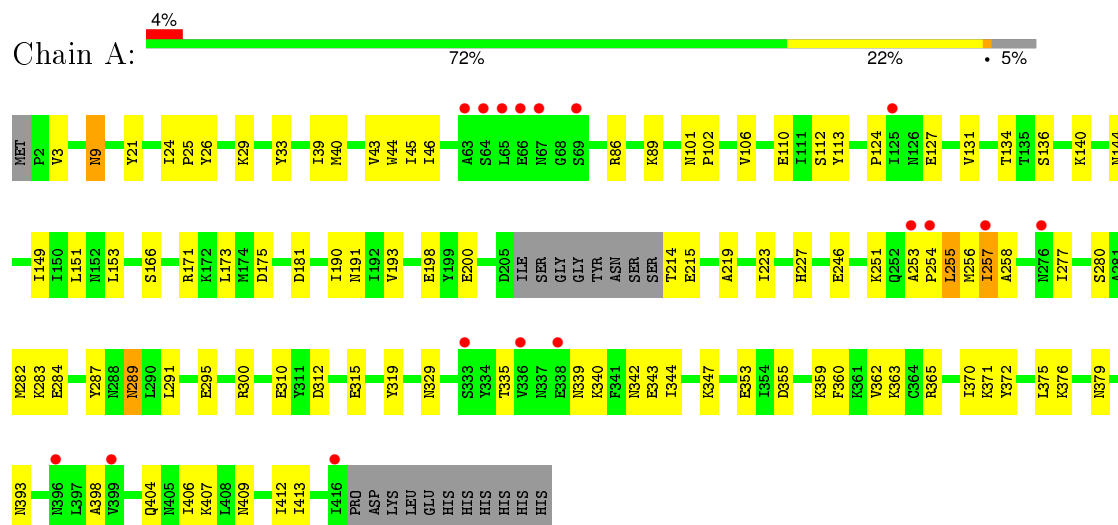 4%
Chain A:
72% 22% • 5%
MET P2 V3 N9 Y21 I24 P25 Y26 K29 Y33 I39 M40 V43 W44 I45 I46 A63 S64 L65 E66 N67 G68 S69 R86 K89 N101 P102 V106 E110 I111 S112 Y113 P124 I125 N126 E127 V131 T134 T135 S136 K140 N144
I149 I150 L151 N152 L153 S166 R171 K172 L173 M174 D175 D181 I190 N191 I192 V193 E198 Y199 E200 D205 ILE SER GLY GLY TYR ASN SER SER T214 E215 A219 I223 H227 E246 K251 Q252 A253 P254 L255 M256 I257 A258 N276 I277 S280 A281
M282 K283 E284 Y287 N288 N289 L290 L291 E295 R300 E310 Y311 D312 E315 Y319 N329 S333 Y334 T335 V336 N337 E338 N339 K340 F341 N342 E343 I344 K347 E353 I354 D355 K359 F360 K361 V362 K363 C364 R365 I370 K371 Y372 L375 K376 N379
N393 N396 L397 A398 V399 Q404 N405 I406 K407 L408 N409 I412 I413 I416 PRO ASP LYS LEU GLU HIS HIS HIS HIS HIS HIS